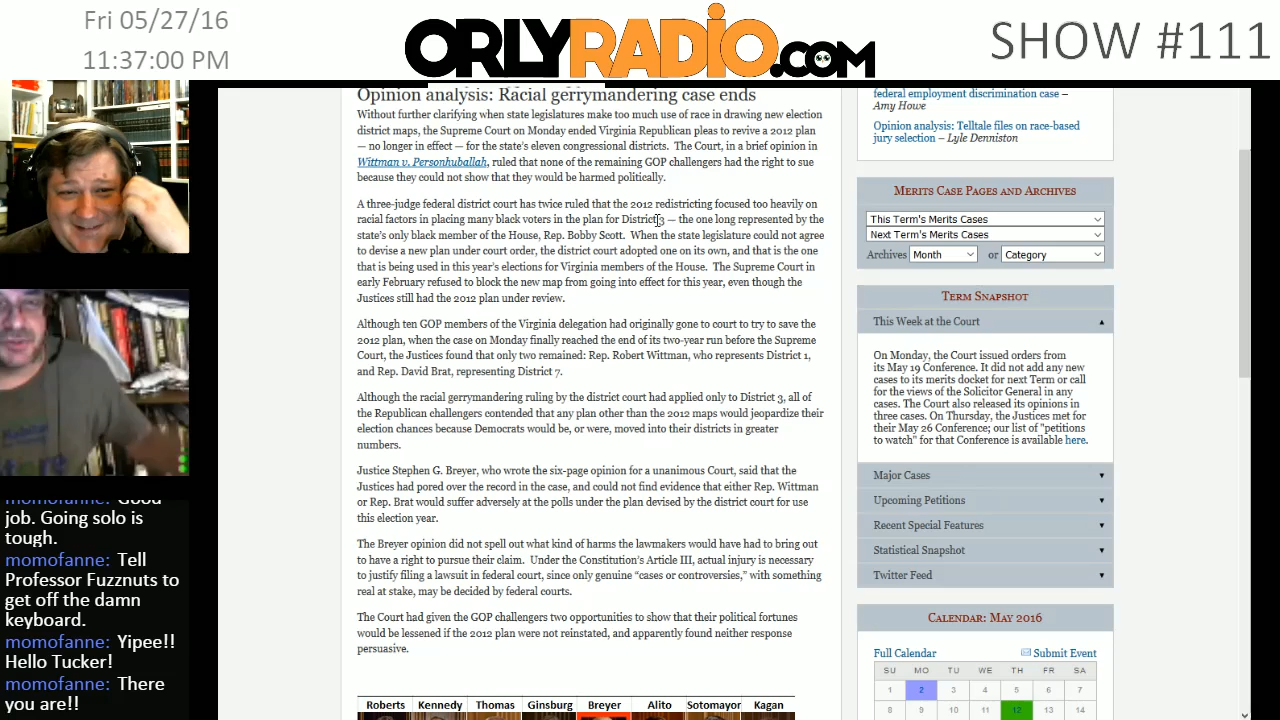 Fri 05/27/16
11:37:00 PM
ORLYRADIO.COM
SHOW #111
Opinion analysis: Racial gerrymandering case ends
Without further clarifying when state legislatures make too much use of race in drawing new election
district maps, the Supreme Court on Monday ended Virginia Republican pleas to revive a 2012 plan
— no longer in effect — for the state's eleven congressional districts.  The Court, in a brief opinion in
Wittman v. Personhuballah, ruled that none of the remaining GOP challengers had the right to sue
because they could not show that they would be harmed politically.
A three-judge federal district court has twice ruled that the 2012 redistricting focused too heavily on
racial factors in placing many black voters in the plan for District 3 — the one long represented by the
state's only black member of the House, Rep. Bobby Scott.  When the state legislature could not agree
to devise a new plan under court order, the district court adopted one on its own, and that is the one
that is being used in this year's elections for Virginia members of the House.  The Supreme Court in
early February refused to block the new map from going into effect for this year, even though the
Justices still had the 2012 plan under review.
Although ten GOP members of the Virginia delegation had originally gone to court to try to save the
2012 plan, when the case on Monday finally reached the end of its two-year run before the Supreme
Court, the Justices found that only two remained: Rep. Robert Wittman, who represents District 1,
and Rep. David Brat, representing District 7.
Although the racial gerrymandering ruling by the district court had applied only to District 3, all of
the Republican challengers contended that any plan other than the 2012 maps would jeopardize their
election chances because Democrats would be, or were, moved into their districts in greater
numbers.
Justice Stephen G. Breyer, who wrote the six-page opinion for a unanimous Court, said that the
Justices had pored over the record in the case, and could not find evidence that either Rep. Wittman
or Rep. Brat would suffer adversely at the polls under the plan devised by the district court for use
this election year.
The Breyer opinion did not spell out what kind of harms the lawmakers would have had to bring out
to have a right to pursue their claim.  Under the Constitution's Article III, actual injury is necessary
to justify filing a lawsuit in federal court, since only genuine "cases or controversies," with something
real at stake, may be decided by federal courts.
The Court had given the GOP challengers two opportunities to show that their political fortunes
would be lessened if the 2012 plan were not reinstated, and apparently found neither response
persuasive.
Roberts Kennedy Thomas Ginsburg Breyer Alito Sotomayor Kagan
federal employment discrimination case –
Amy Howe
Opinion analysis: Telltale files on race-based
jury selection – Lyle Denniston
Merits Case Pages and Archives
This Term's Merits Cases
Next Term's Merits Cases
Archives Month or Category
Term Snapshot
This Week at the Court
On Monday, the Court issued orders from
its May 19 Conference. It did not add any new
cases to its merits docket for next Term or call
for the views of the Solicitor General in any
cases. The Court also released its opinions in
three cases. On Thursday, the Justices met for
their May 26 Conference; our list of "petitions
to watch" for that Conference is available here.
Major Cases
Upcoming Petitions
Recent Special Features
Statistical Snapshot
Twitter Feed
Calendar: May 2016
Full Calendar Submit Event
SU MO TU WE TH FR SA
1 2 3 4 5 6 7
8 9 10 11 12 13 14
momofanne: Good
job. Going solo is
tough.
momofanne: Tell
Professor Fuzznuts to
get off the damn
keyboard.
momofanne: Yipee!!
Hello Tucker!
momofanne: There
you are!!